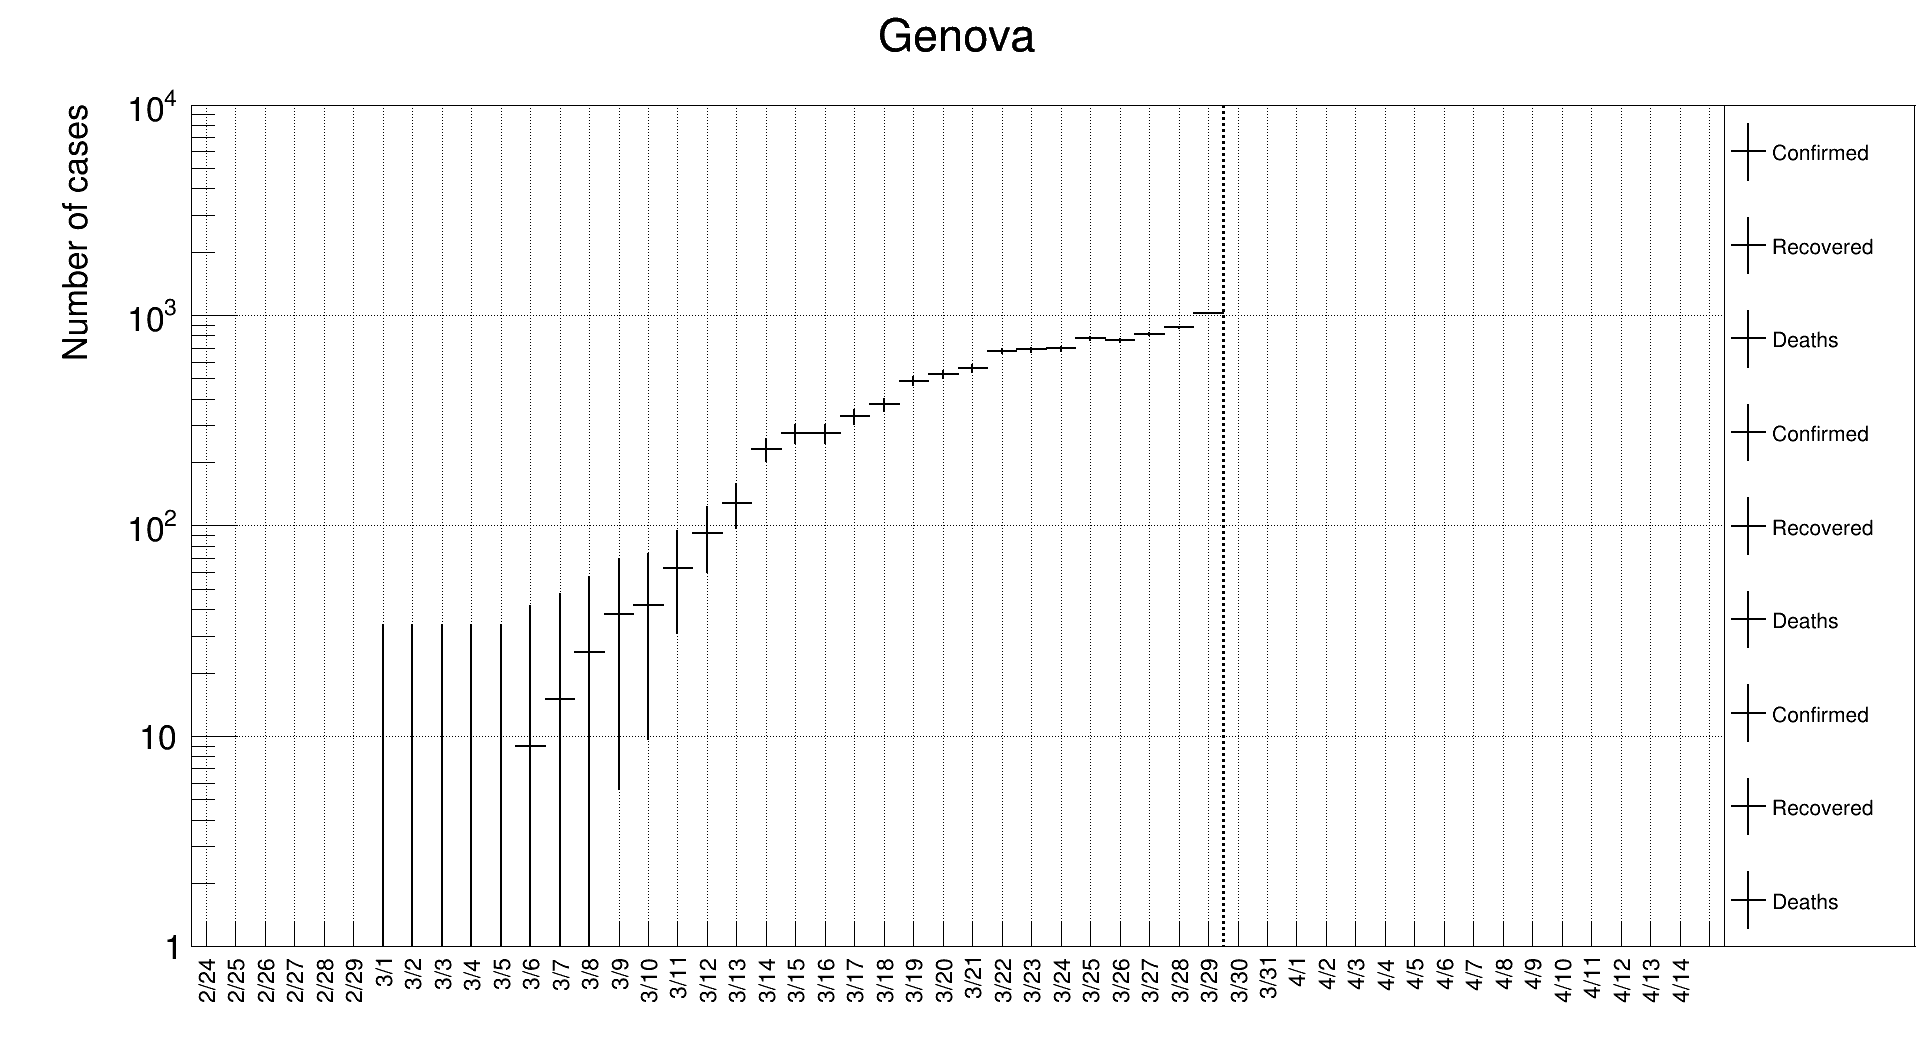 Genova
Number of cases
10^4
10^3
10^2
10
1
2/24 2/25 2/26 2/27 2/28 2/29 3/1 3/2 3/3 3/4 3/5 3/6 3/7 3/8 3/9 3/10 3/11 3/12 3/13 3/14 3/15 3/16 3/17 3/18 3/19 3/20 3/21 3/22 3/23 3/24 3/25 3/26 3/27 3/28 3/29 3/30 3/31 4/1 4/2 4/3 4/4 4/5 4/6 4/7 4/8 4/9 4/10 4/11 4/12 4/13 4/14
Confirmed
Recovered
Deaths
Confirmed
Recovered
Deaths
Confirmed
Recovered
Deaths